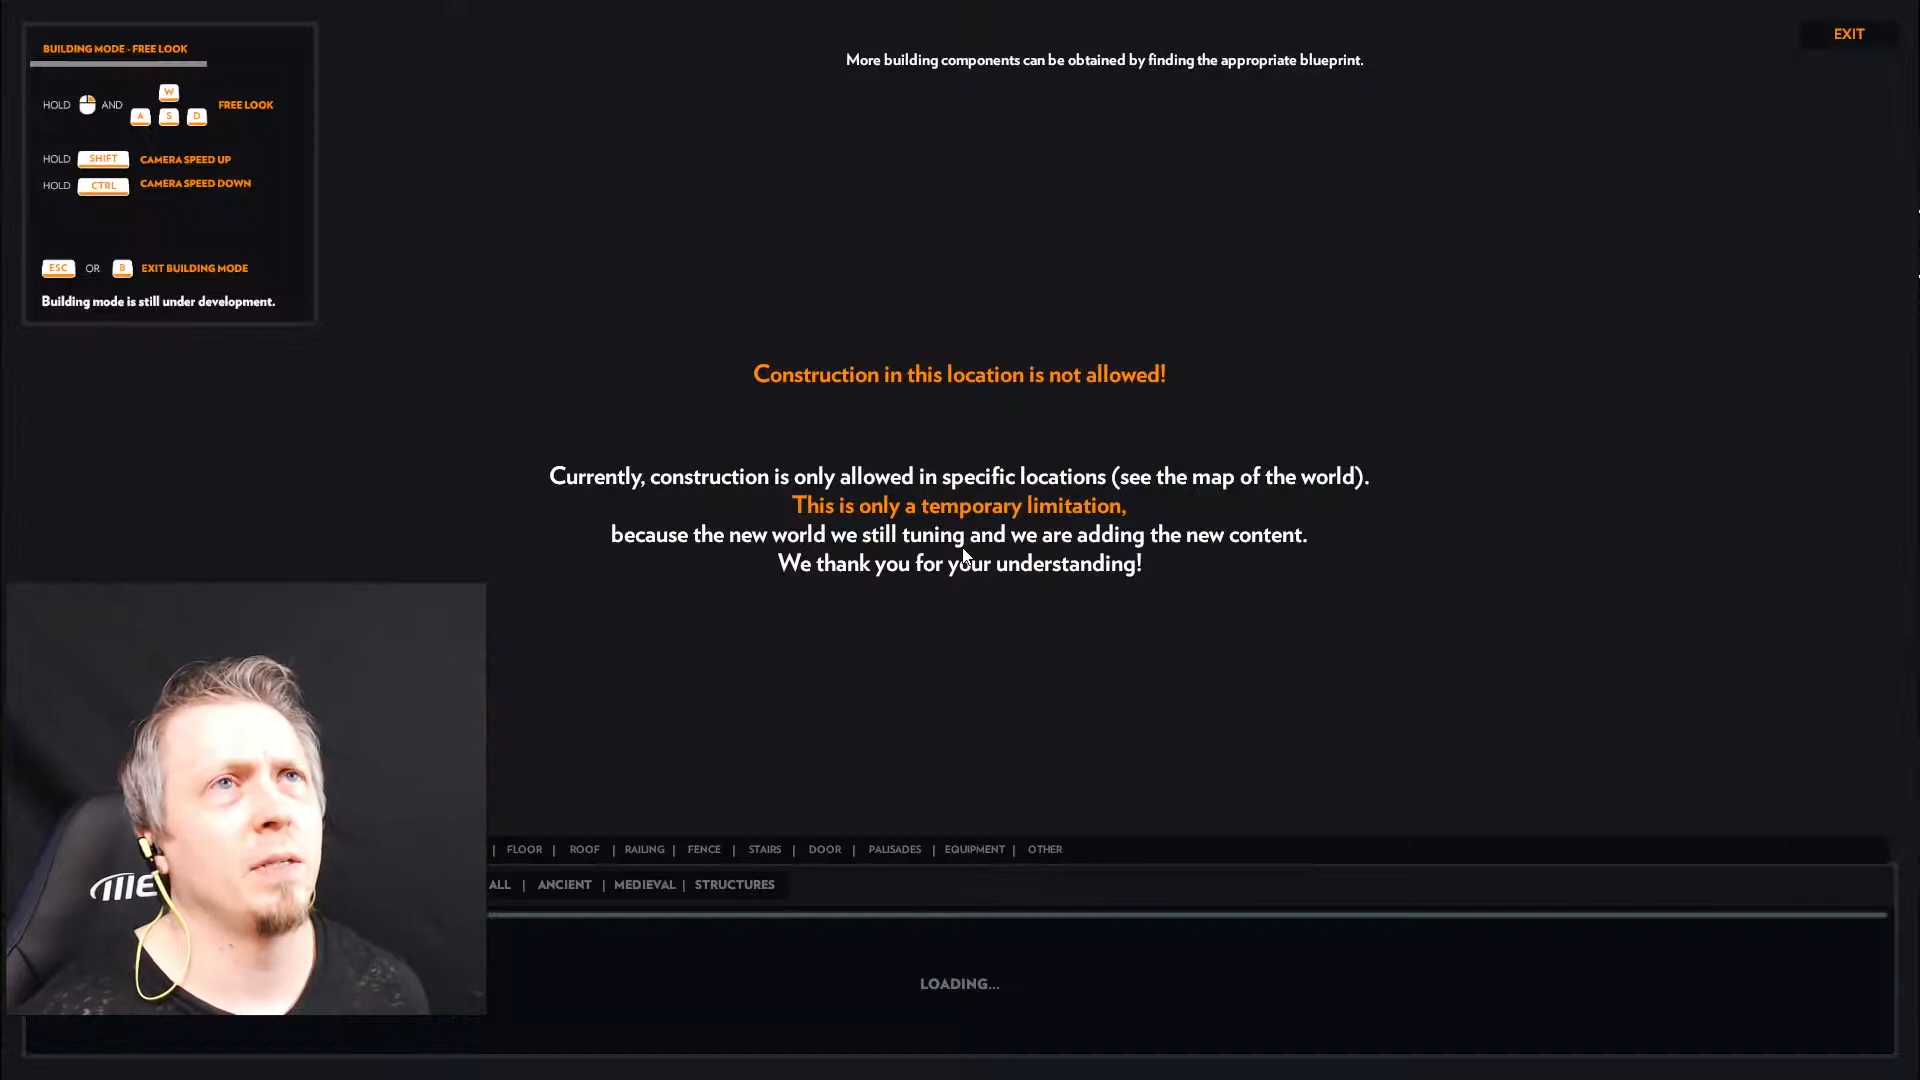 BUILDING MODE - FREE LOOK
EXIT
More building components can be obtained by finding the appropriate blueprint.
W
HOLD AND FREE LOOK
A S D
HOLD SHIFT CAMERA SPEED UP
HOLD CTRL CAMERA SPEED DOWN
ESC OR B EXIT BUILDING MODE
Building mode is still under development.
Construction in this location is not allowed!
Currently, construction is only allowed in specific locations (see the map of the world).
This is only a temporary limitation,
because the new world we still tuning and we are adding the new content.
We thank you for your understanding!
| FLOOR | ROOF | RAILING | FENCE | STAIRS | DOOR | PALISADES | EQUIPMENT | OTHER
ALL | ANCIENT | MEDIEVAL | STRUCTURES
LOADING...